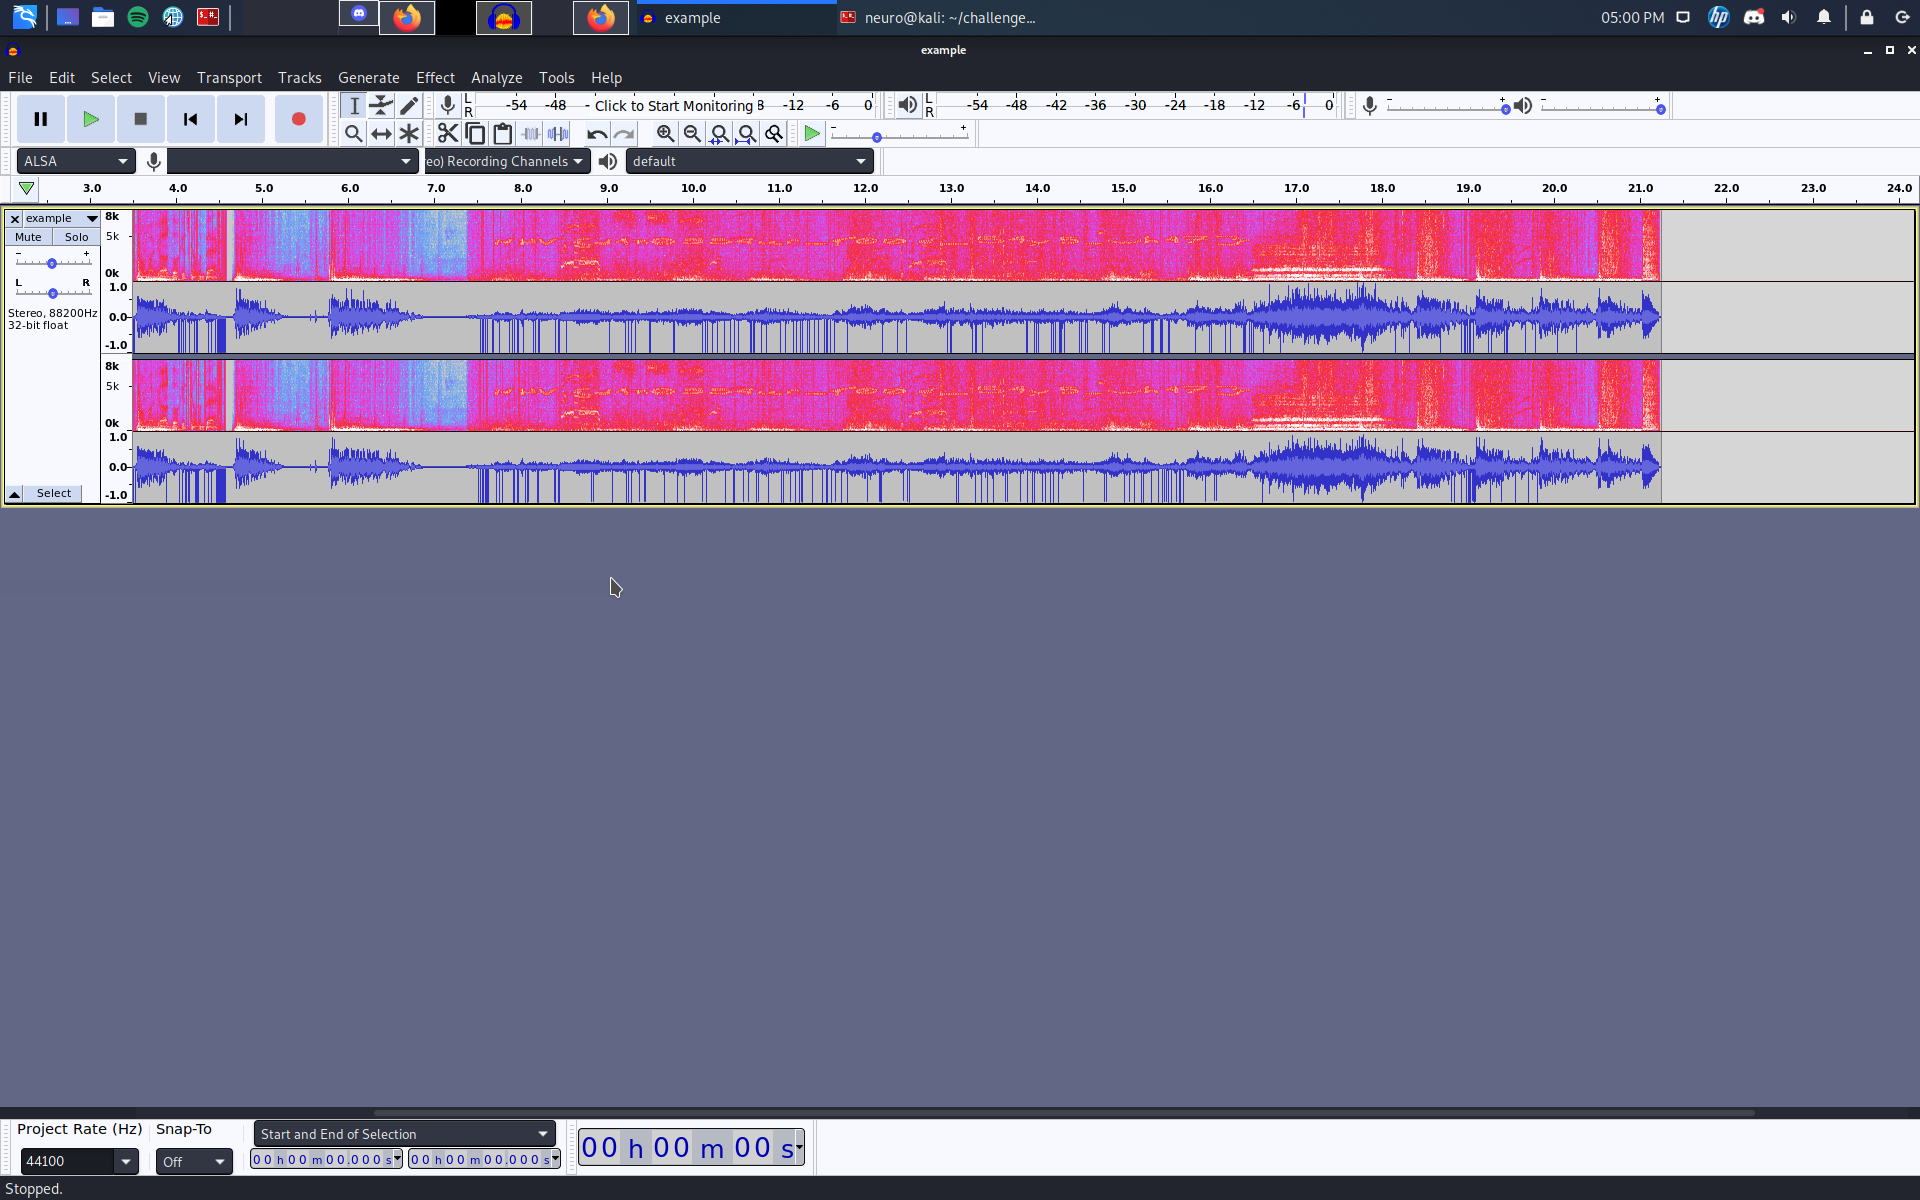 example
neuro@kali: ~/challenge...
05:00 PM
example
File Edit Select View Transport Tracks Generate Effect Analyze Tools Help
L R -54 -48 - Click to Start Monitoring 8 -12 -6 0
L R -54 -48 -42 -36 -30 -24 -18 -12 -6 0
- +
- +
- +
ALSA
eo) Recording Channels
default
3.0 4.0 5.0 6.0 7.0 8.0 9.0 10.0 11.0 12.0 13.0 14.0 15.0 16.0 17.0 18.0 19.0 20.0 21.0 22.0 23.0 24.0
example
Mute Solo
- +
L R
Stereo, 88200Hz
32-bit float
Select
8k
5k
0k
1.0
0.0
-1.0
8k
5k
0k
1.0
0.0
-1.0
Project Rate (Hz) Snap-To
Start and End of Selection
44100 Off
00 h 00 m 00.000 s 00 h 00 m 00.000 s
00 h 00 m 00 s
Stopped.